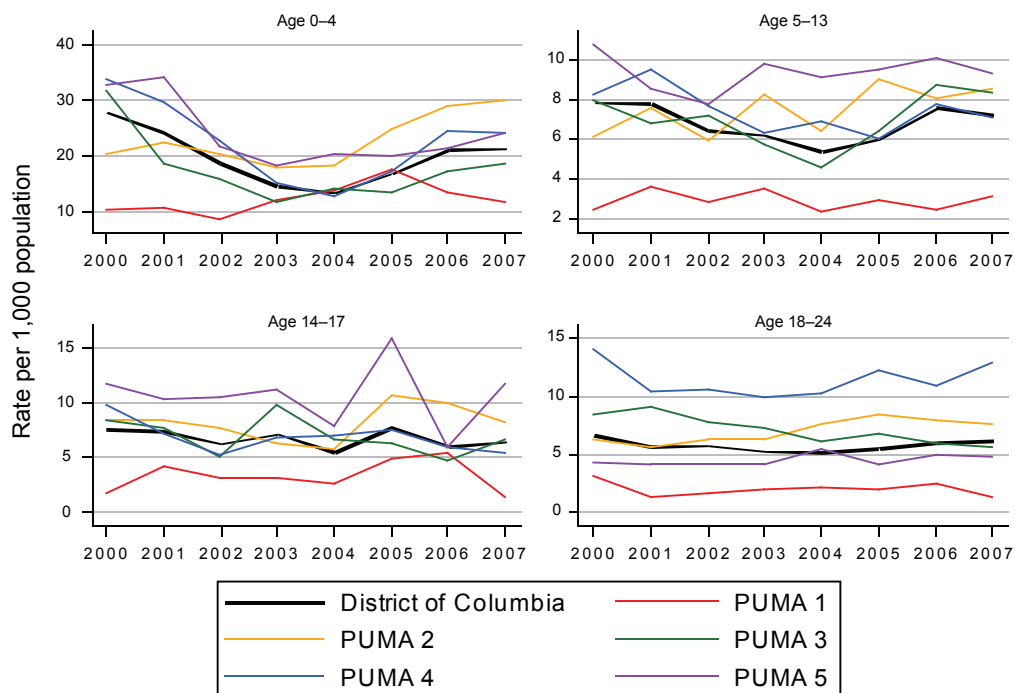 Age 0–4
Age 5–13
40
30
20
10
10
8
6
4
2
2000 2001 2002 2003 2004 2005 2006 2007
2000 2001 2002 2003 2004 2005 2006 2007
Rate per 1,000 population
Age 14–17
Age 18–24
15
10
5
0
15
10
5
0
2000 2001 2002 2003 2004 2005 2006 2007
2000 2001 2002 2003 2004 2005 2006 2007
District of Columbia
PUMA 1
PUMA 2
PUMA 3
PUMA 4
PUMA 5